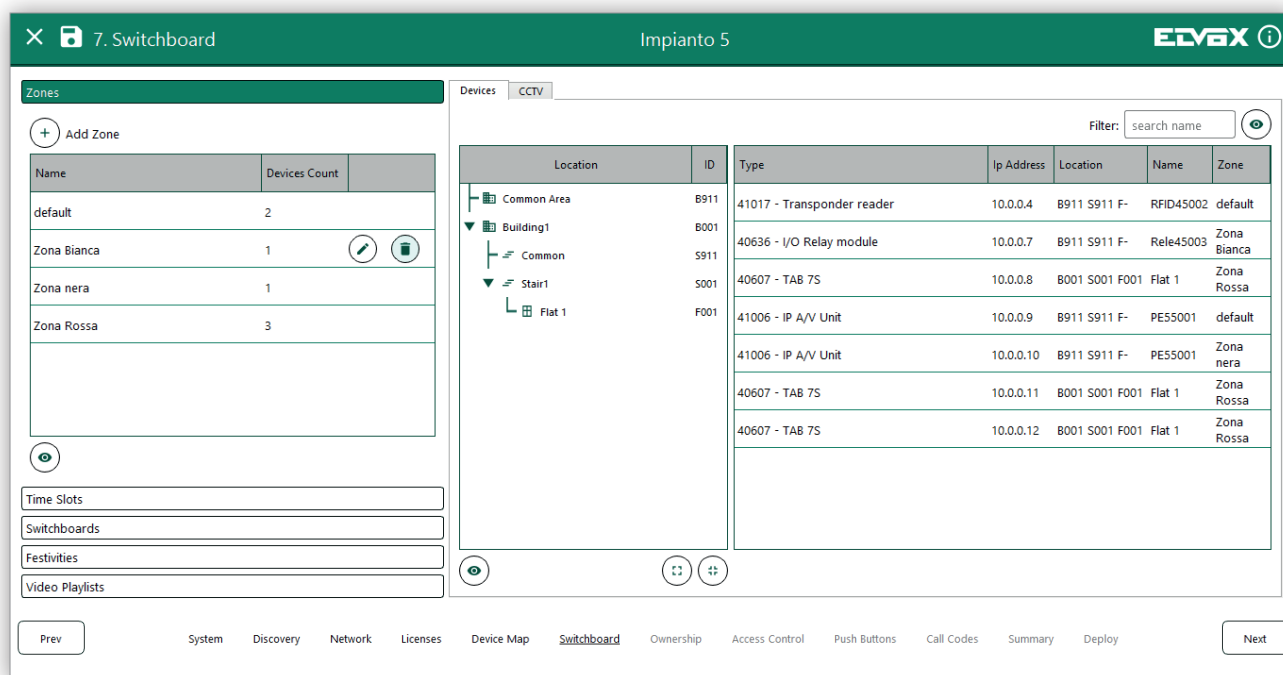 7. Switchboard
Impianto 5
ELVOX
Zones
Add Zone
Name Devices Count
default 2
Zona Bianca 1
Zona nera 1
Zona Rossa 3
Time Slots
Switchboards
Festivities
Video Playlists
Devices CCTV
Filter: search name
Location ID
Common Area B911
Building1 B001
Common S911
Stair1 S001
Flat 1 F001
Type Ip Address Location Name Zone
41017 - Transponder reader 10.0.0.4 B911 S911 F- RFID45002 default
40636 - I/O Relay module 10.0.0.7 B911 S911 F- Rele45003 Zona
Bianca
40607 - TAB 7S 10.0.0.8 B001 S001 F001 Flat 1 Zona
Rossa
41006 - IP A/V Unit 10.0.0.9 B911 S911 F- PE55001 default
41006 - IP A/V Unit 10.0.0.10 B911 S911 F- PE55001 Zona
nera
40607 - TAB 7S 10.0.0.11 B001 S001 F001 Flat 1 Zona
Rossa
40607 - TAB 7S 10.0.0.12 B001 S001 F001 Flat 1 Zona
Rossa
Prev System Discovery Network Licenses Device Map Switchboard Ownership Access Control Push Buttons Call Codes Summary Deploy Next